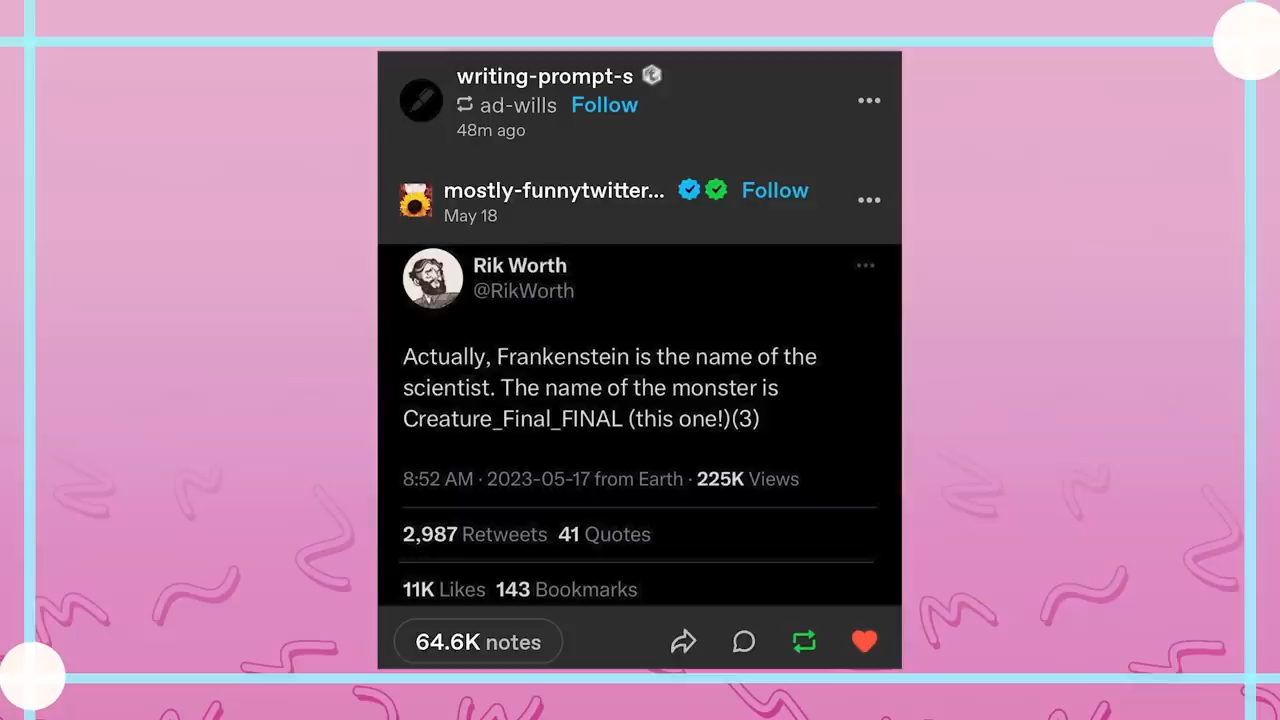 writing-prompt-s
ad-wills Follow
48m ago
mostly-funnytwitter... Follow
May 18
Rik Worth
@RikWorth
Actually, Frankenstein is the name of the
scientist. The name of the monster is
Creature_Final_FINAL (this one!)(3)
8:52 AM · 2023-05-17 from Earth · 225K Views
2,987 Retweets 41 Quotes
11K Likes 143 Bookmarks
64.6K notes